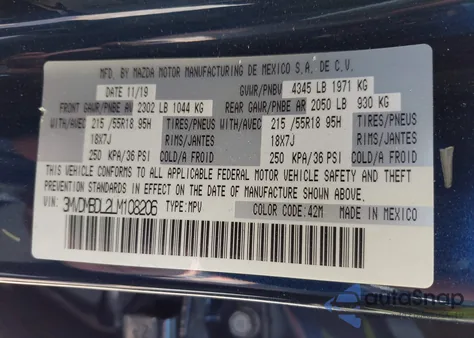 MFD. BY MAZDA MOTOR MANUFACTURING DE MEXICO S.A. DE C.V.
DATE 11/19 GVWR/PNBV 4345 LB 1971 KG
FRONT GAWR/PNBE AV 2302 LB 1044 KG REAR GAWR/PNBE AR 2050 LB 930 KG
WITH/AVEC 215 /55R18 95H TIRES/PNEUS WITH/AVEC 215 /55R18 95H TIRES/PNEUS
18X7J RIMS/JANTES 18X7J RIMS/JANTES
250 KPA/36 PSI COLD/A FROID 250 KPA/36 PSI COLD/A FROID
THIS VEHICLE CONFORMS TO ALL APPLICABLE FEDERAL MOTOR VEHICLE SAFETY AND THEFT
PREVENTION STANDARDS IN EFFECT ON THE DATE OF MANUFACTURE SHOWN ABOVE.
VIN: TYPE: MPV COLOR CODE: 42M MADE IN MEXICO
autoSnap